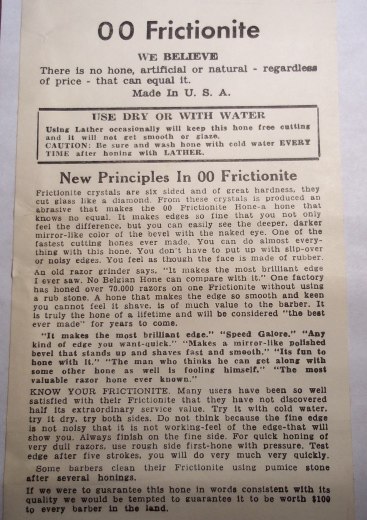 00 Frictionite
WE BELIEVE
There is no hone, artificial or natural - regardless
of price - that can equal it.
Made In U. S. A.
USE DRY OR WITH WATER
Using Lather occasionally will keep this hone free cutting
and it will not get smooth or glaze.
CAUTION: Be sure and wash hone with cold water EVERY
TIME after honing with LATHER.
New Principles In 00 Frictionite
Frictionite crystals are six sided and of great hardness, they
cut glass like a diamond. From these crystals is produced an
abrasive that makes the 00 Frictionite Hone-a hone that
knows no equal. It makes edges so fine that you not only
feel the difference, but you can easily see the deeper, darker
mirror-like color of the bevel with the naked eye. One of the
fastest cutting hones ever made. You can do almost every-
thing with this hone. You don't have to put up with slip-over
or noisy edges. You feel as though the face is made of rubber.
An old razor grinder says, "It makes the most brilliant edge
I ever saw. No Belgian Hone can compare with it." One factory
has honed over 70.000 razors on one Frictionite without using
a rub stone. A hone that makes the edge so smooth and keen
you cannot feel it shave, is of much value to the barber. It
is truly the hone of a lifetime and will be considered "the best
ever made" for years to come.
"It makes the most brilliant edge." "Speed Galore." "Any
kind of edge you want-quick." "Makes a mirror-like polished
bevel that stands up and shaves fast and smooth." "Its fun to
hone with it." "The man who thinks he can get along with
some other hone as well is fooling himself." "The most
valuable razor hone ever known."
KNOW YOUR FRICTIONITE. Many users have been so well
satisfied with their Frictionite that they have not discovered
half its extraordinary service value. Try it with cold water,
try it dry, try both sides. Do not think because the fine edge
is not noisy that it is not working-feel of the edge-that will
show you. Always finish on the fine side. For quick honing of
very dull razors, use rough side first-hone with pressure. Test
edge after five strokes, you will do very much very quickly.
Some barbers clean their Frictionite using pumice stone
after several honings.
If we were to guarantee this hone in words consistent with its
quality we would be tempted to guarantee it to be worth $100
to every barber in the land.